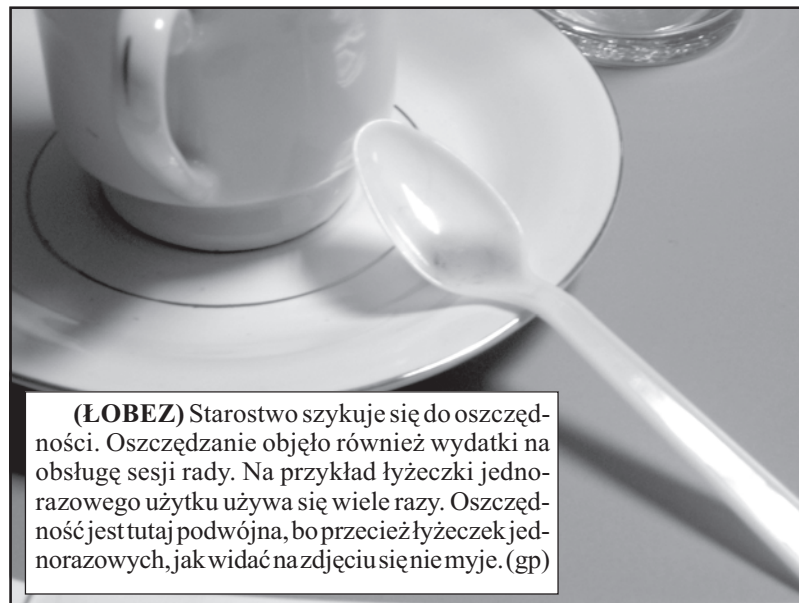 (ŁOBEZ) Starostwo szykuje się do oszczęd-
ności. Oszczędzanie objęło również wydatki na
obsługę sesji rady. Na przykład łyżeczki jedno-
razowego użytku używa się wiele razy. Oszczęd-
ność jest tutaj podwójna, bo przecież łyżeczek jed-
norazowych, jak widać na zdjęciu się nie myje. (gp)